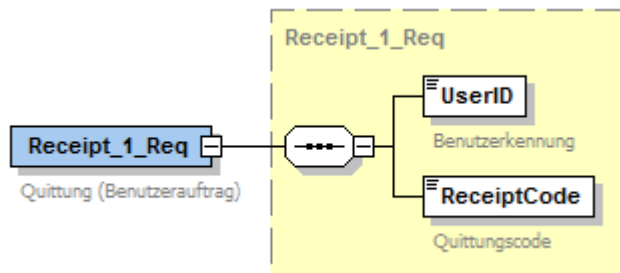 Receipt_1_Req
Receipt_1_Req
Quittung (Benutzerauftrag)
UserID
Benutzerkennung
ReceiptCode
Quittungscode